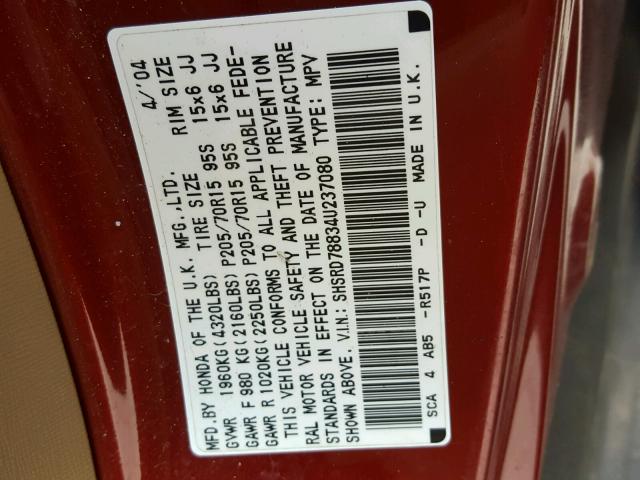 MFD.BY HONDA OF THE U.K. MFG.,LTD. 4/'04
GVWR 1960KG(4320LBS) TIRE SIZE RIM SIZE
GAWR F 980 KG(2160LBS) P205/70R15 95S 15x6 JJ
GAWR R 1020KG(2250LBS) P205/70R15 95S 15x6 JJ
THIS VEHICLE CONFORMS TO ALL APPLICABLE FEDE-
RAL MOTOR VEHICLE SAFETY AND THEFT PREVENTION
STANDARDS IN EFFECT ON THE DATE OF MANUFACTURE
SHOWN ABOVE. V.I.N.: SHSRD78834U237080 TYPE: MPV
SCA 4 AB5 -R517P -D -U MADE IN U.K.